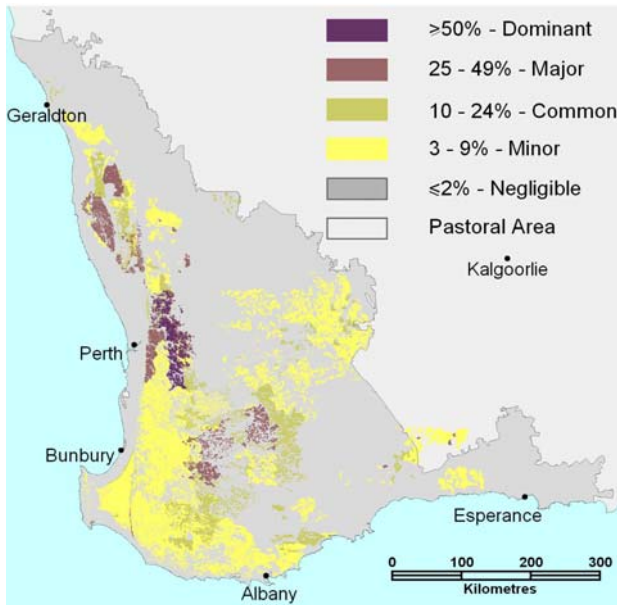 ≥50% - Dominant
25 - 49% - Major
10 - 24% - Common
3 - 9% - Minor
⩽2% - Negligible
Pastoral Area
Geraldton
Kalgoorlie
Perth
Bunbury
Esperance
Albany
0 100 200 300
Kilometres